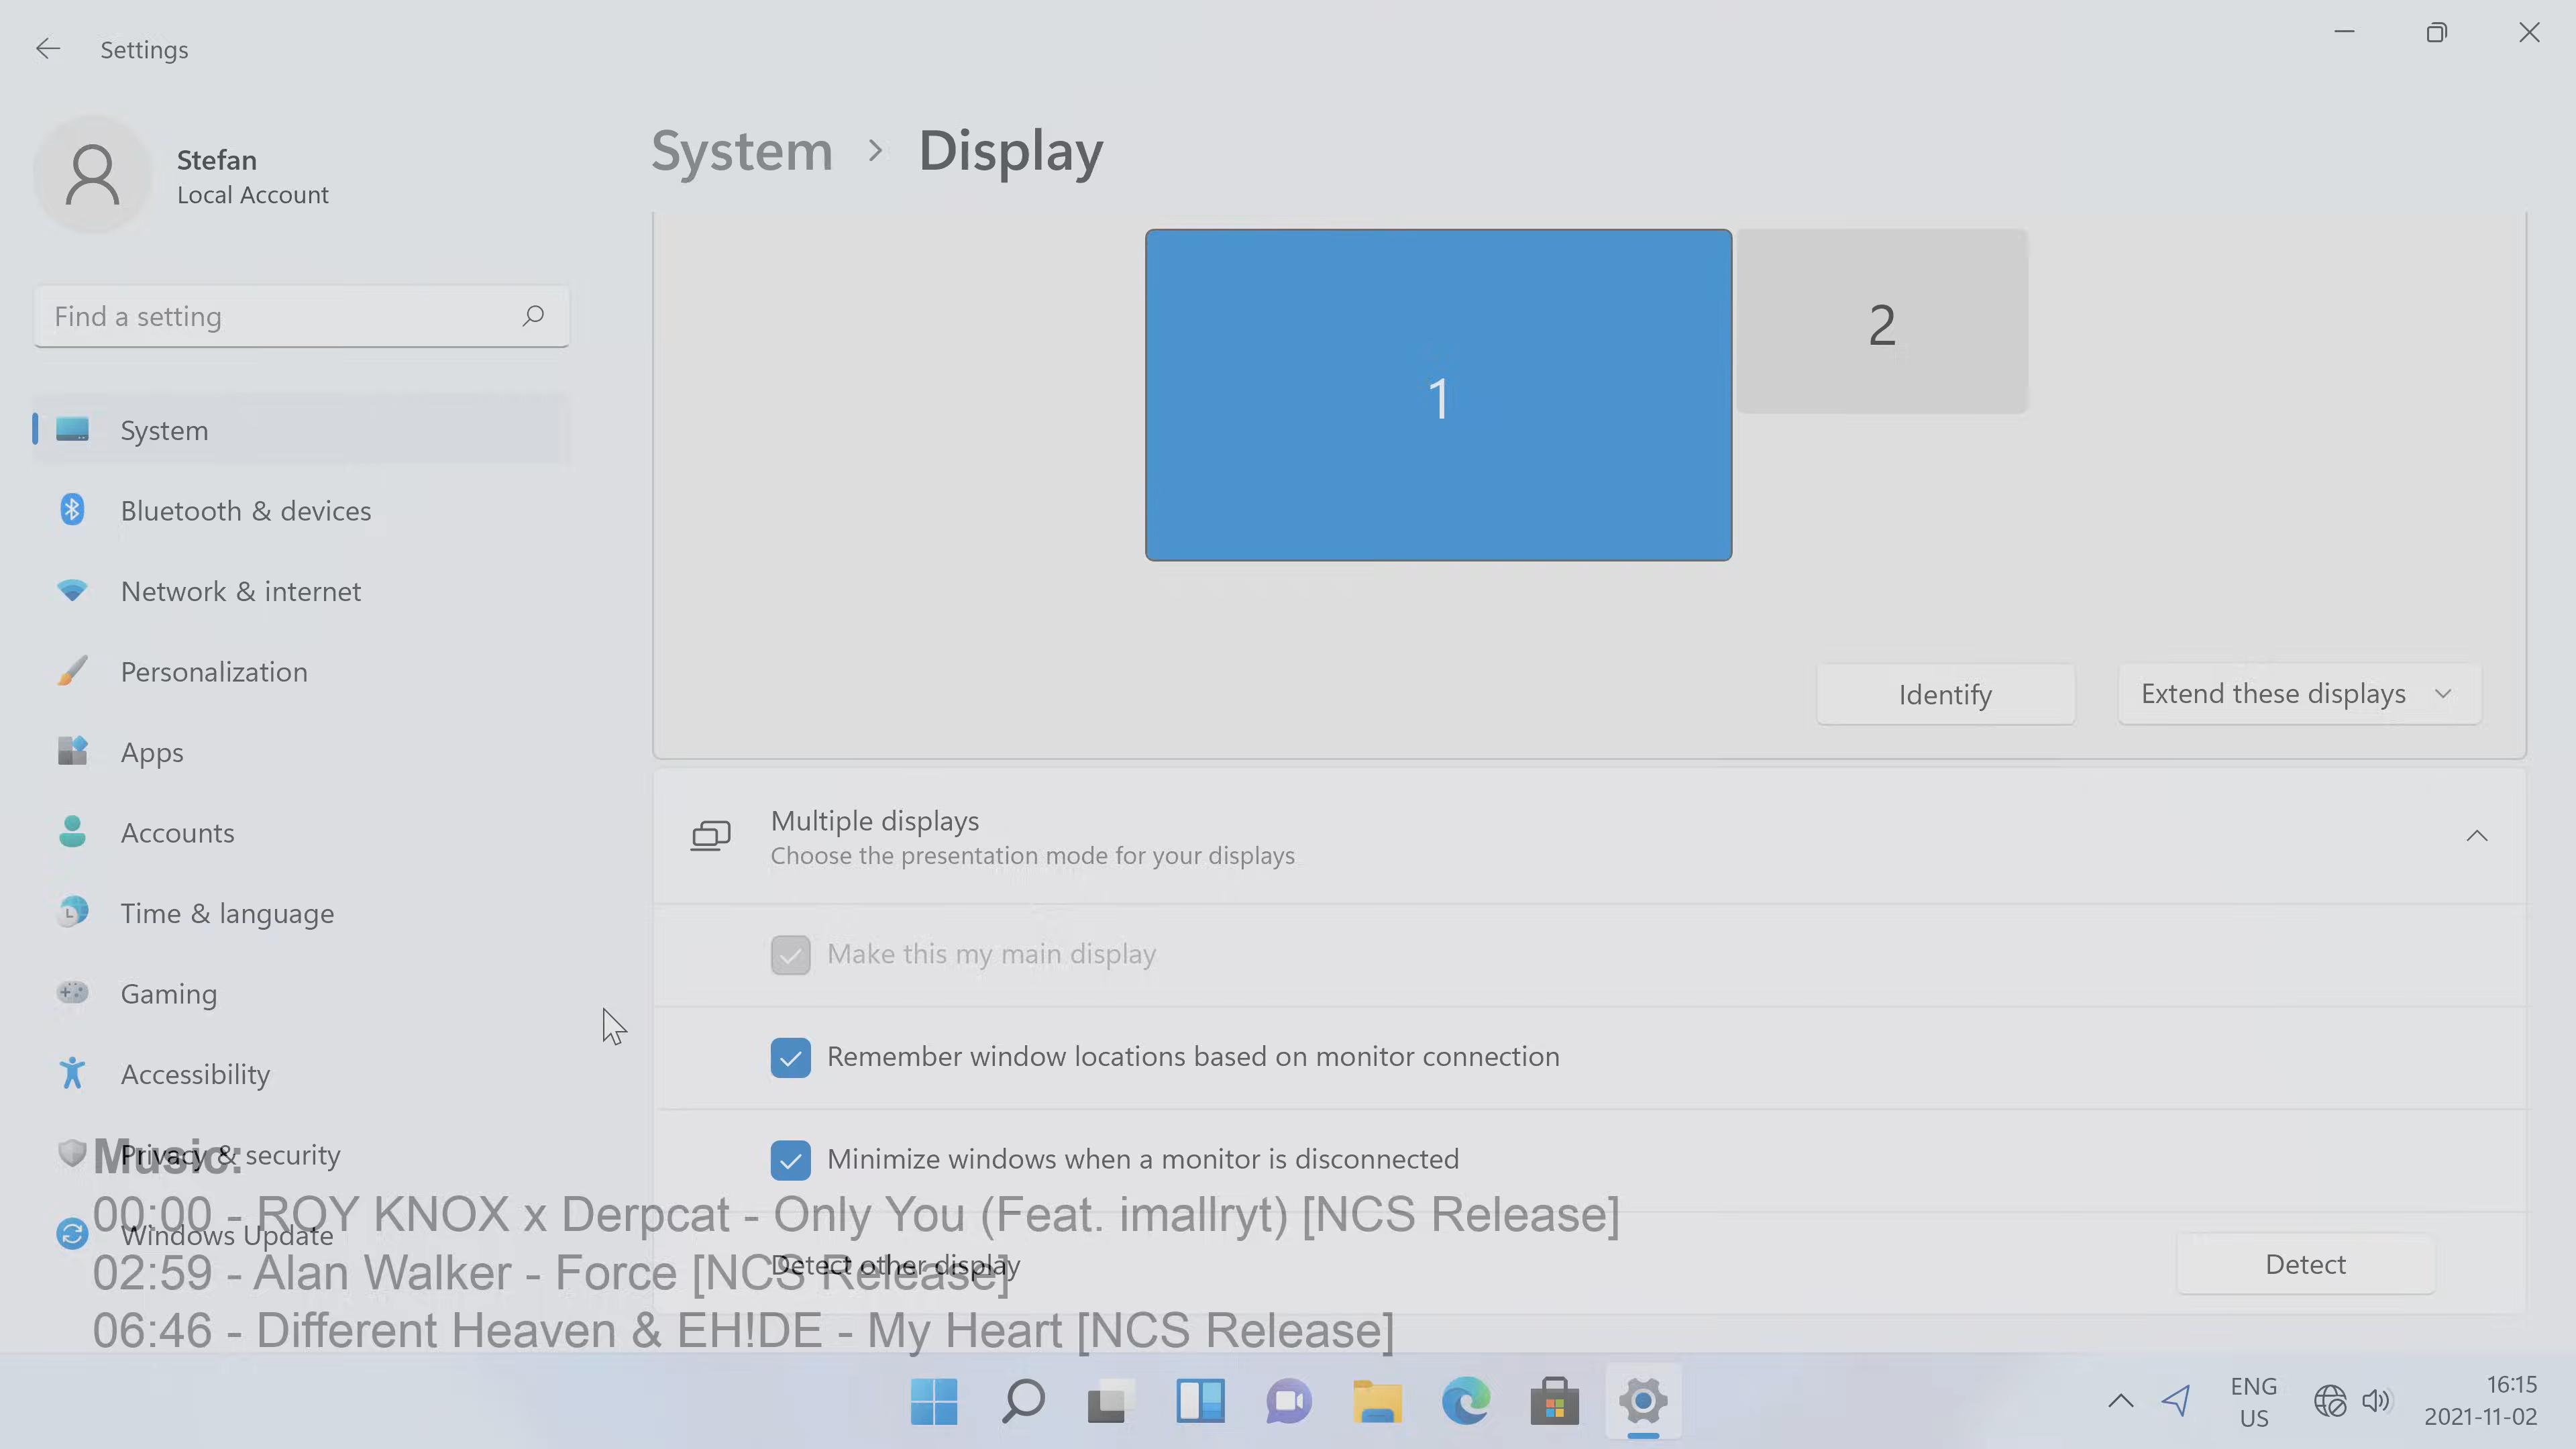 Settings
Stefan
Local Account
Find a setting
System
Bluetooth & devices
Network & internet
Personalization
Apps
Accounts
Time & language
Gaming
Accessibility
Privacy & security
Windows Update
System > Display
1
2
Identify
Extend these displays
Multiple displays
Choose the presentation mode for your displays
Make this my main display
Remember window locations based on monitor connection
Minimize windows when a monitor is disconnected
Detect other display
Detect
Music:
00:00 - ROY KNOX x Derpcat - Only You (Feat. imallryt) [NCS Release]
02:59 - Alan Walker - Force [NCS Release]
06:46 - Different Heaven & EH!DE - My Heart [NCS Release]
ENG
US
16:15
2021-11-02